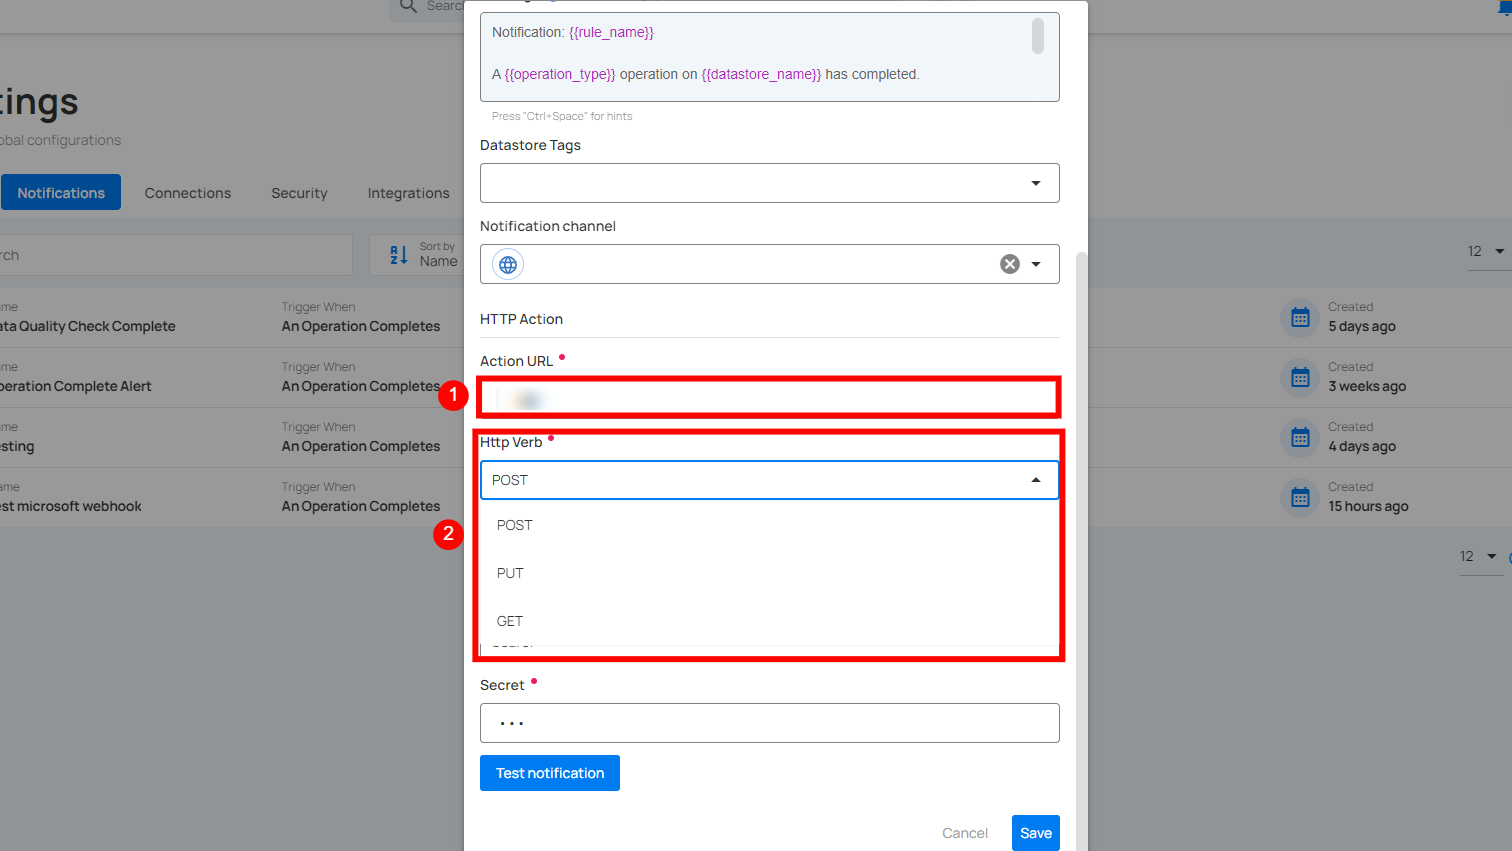 Search
Notification: {{rule_name}}
A {{operation_type}} operation on {{datastore_name}} has completed.
Press "Ctrl+Space" for hints
tings
obal configurations
Datastore Tags
Notifications
Connections
Security
Integrations
Notification channel
rch
Sort by
Name
12
HTTP Action
Action URL
1
Http Verb
POST
2
POST
PUT
GET
Secret
•••
Test notification
Cancel
Save
me
Trigger When
Created
ata Quality Check Complete
An Operation Completes
5 days ago
me
Trigger When
Created
peration Complete Alert
An Operation Completes
3 weeks ago
me
Trigger When
Created
esting
An Operation Completes
4 days ago
ame
Trigger When
Created
est microsoft webhook
An Operation Completes
15 hours ago
12